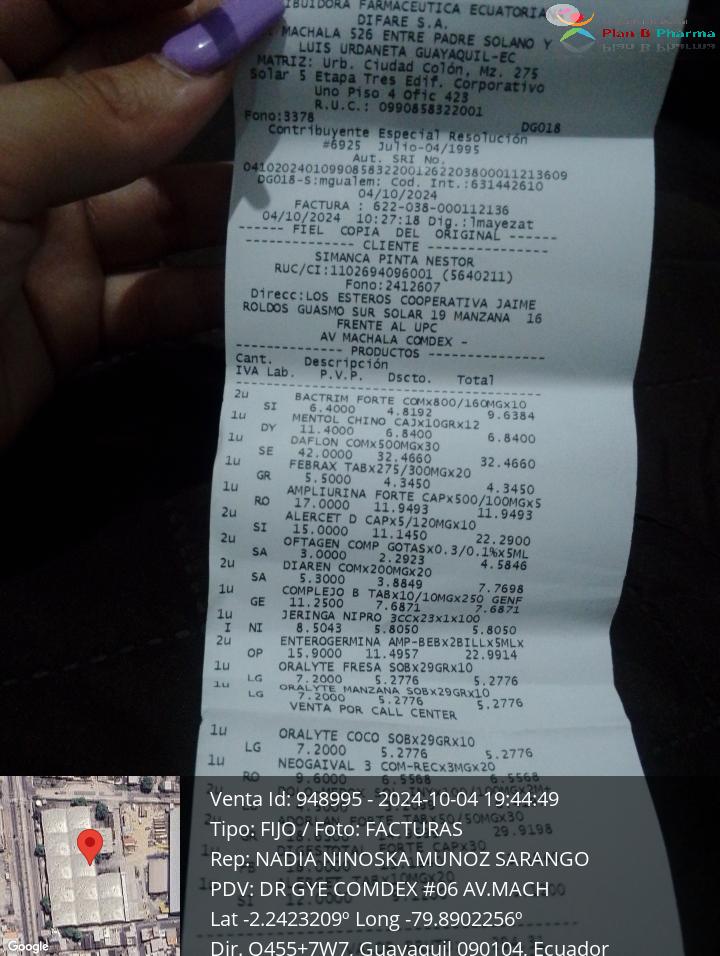 IBUIDORA FARMACEUTICA ECUATORIA
DIFARE S.A.
MACHALA 526 ENTRE PADRE SOLANO Y
LUIS URDANETA GUAYAQUIL-EC
MATRIZ: Urb. Ciudad Colón, Mz. 275
Solar 5 Etapa Tres Edif. Corporativo
Uno Piso 4 Ofic 423
R.U.C.: 0990858322001
Fono:3378 DG018
Contribuyente Especial Resolución
#6925 Julio-04/1995
Aut. SRI No.
0410202401099085832200126220380001121 3609
DG018-S:mgualem: Cod. Int.:631442610
04/10/2024
FACTURA : 622-038-000112136
04/10/2024 10:27:18 Dig.:lmayezat
------ FIEL COPIA DEL ORIGINAL ------
--------------- CLIENTE ---------------
SIMANCA PINTA NESTOR
RUC/CI:1102694096001 (5640211)
Fono:2412607
Direcc:LOS ESTEROS COOPERATIVA JAIME
ROLDOS GUASMO SUR SOLAR 19 MANZANA 16
FRENTE AL UPC
AV MACHALA COMDEX -
--------------- PRODUCTOS ---------------
Cant. Descripción
IVA Lab. P.V.P. Dscto. Total
2u BACTRIM FORTE COMx800/160MGx10
SI 6.4000 4.8192 9.6384
1u MENTOL CHINO CAJx10GRx12
DY 11.4000 6.8400 6.8400
1u DAFLON COMx500MGx30
SE 42.0000 32.4660 32.4660
1u FEBRAX TABx275/300MGx20
GR 5.5000 4.3450 4.3450
1u AMPLIURINA FORTE CAPx500/100MGx5
RO 17.0000 11.9493 11.9493
2u ALERCET D CAPx5/120MGx10
SI 15.0000 11.1450 22.2900
2u OFTAGEN COMP GOTASx0.3/0.1%x5ML
SA 3.0000 2.2923 4.5846
2u DIAREN COMx200MGx20
SA 5.3000 3.8849 7.7698
1u COMPLEJO B TABx10/10MGx250 GENF
GE 11.2500 7.6871 7.6871
1u JERINGA NIPRO 3CCx23x1x100
I NI 8.5043 5.8050 5.8050
2u ENTEROGERMINA AMP-BEBx2BILLx5MLx
OP 15.9000 11.4957 22.9914
1u ORALYTE FRESA SOBx29GRx10
LG 7.2000 5.2776 5.2776
1u ORALYTE MANZANA SOBx29GRx10
LG 7.2000 5.2776 5.2776
VENTA POR CALL CENTER
1u ORALYTE COCO SOBx29GRx10
LG 7.2000 5.2776 5.2776
1u NEOGAIVAL 3 COM-RECx3MGx20
RO 9.6000 6.5568 6.5568
29.9198
Plan B Pharma
Venta Id: 948995 - 2024-10-04 19:44:49
Tipo: FIJO / Foto: FACTURAS
Rep: NADIA NINOSKA MUNOZ SARANGO
PDV: DR GYE COMDEX #06 AV.MACH
Lat -2.2423209º Long -79.8902256º
Dir. Q455+7W7, Guayaquil 090104, Ecuador
Google